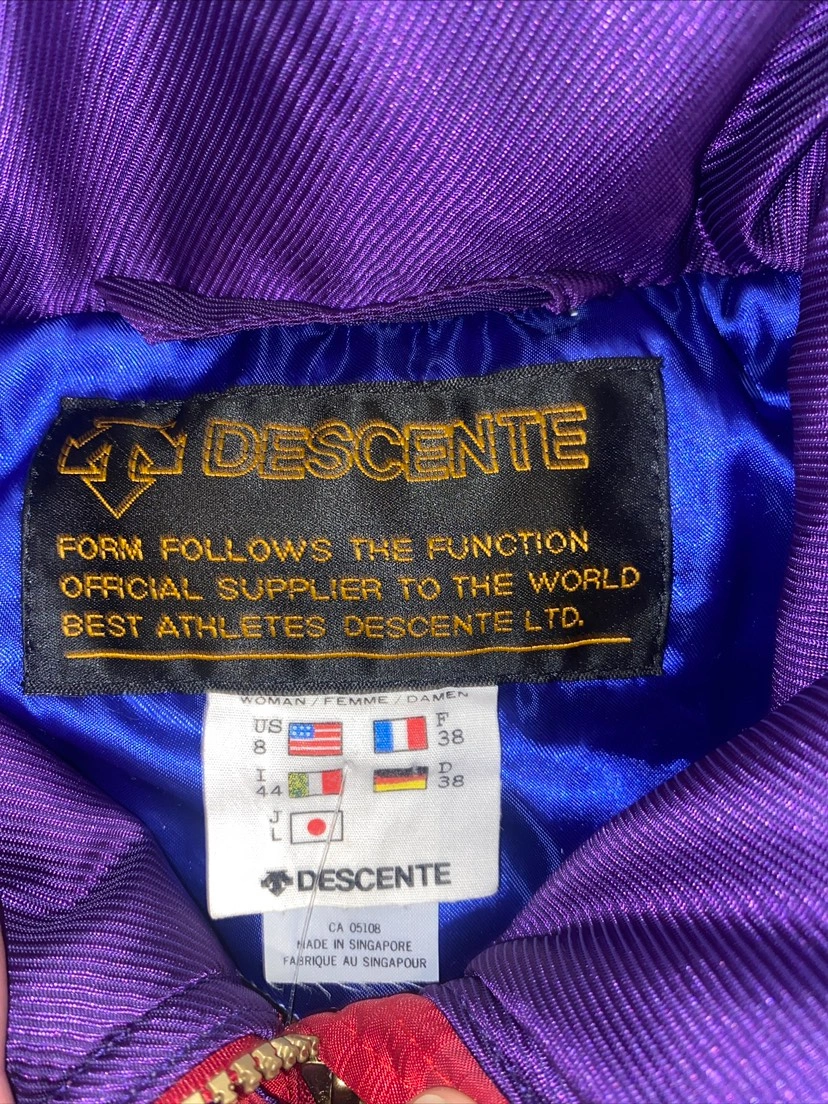 DESCENTE
FORM FOLLOWS THE FUNCTION
OFFICIAL SUPPLIER TO THE WORLD
BEST ATHLETES DESCENTE LTD.
WOMAN / FEMME / DAMEN
US 8 F 38
I 44 D 38
J L
DESCENTE
CA 05108
MADE IN SINGAPORE
FABRIQUE AU SINGAPOUR